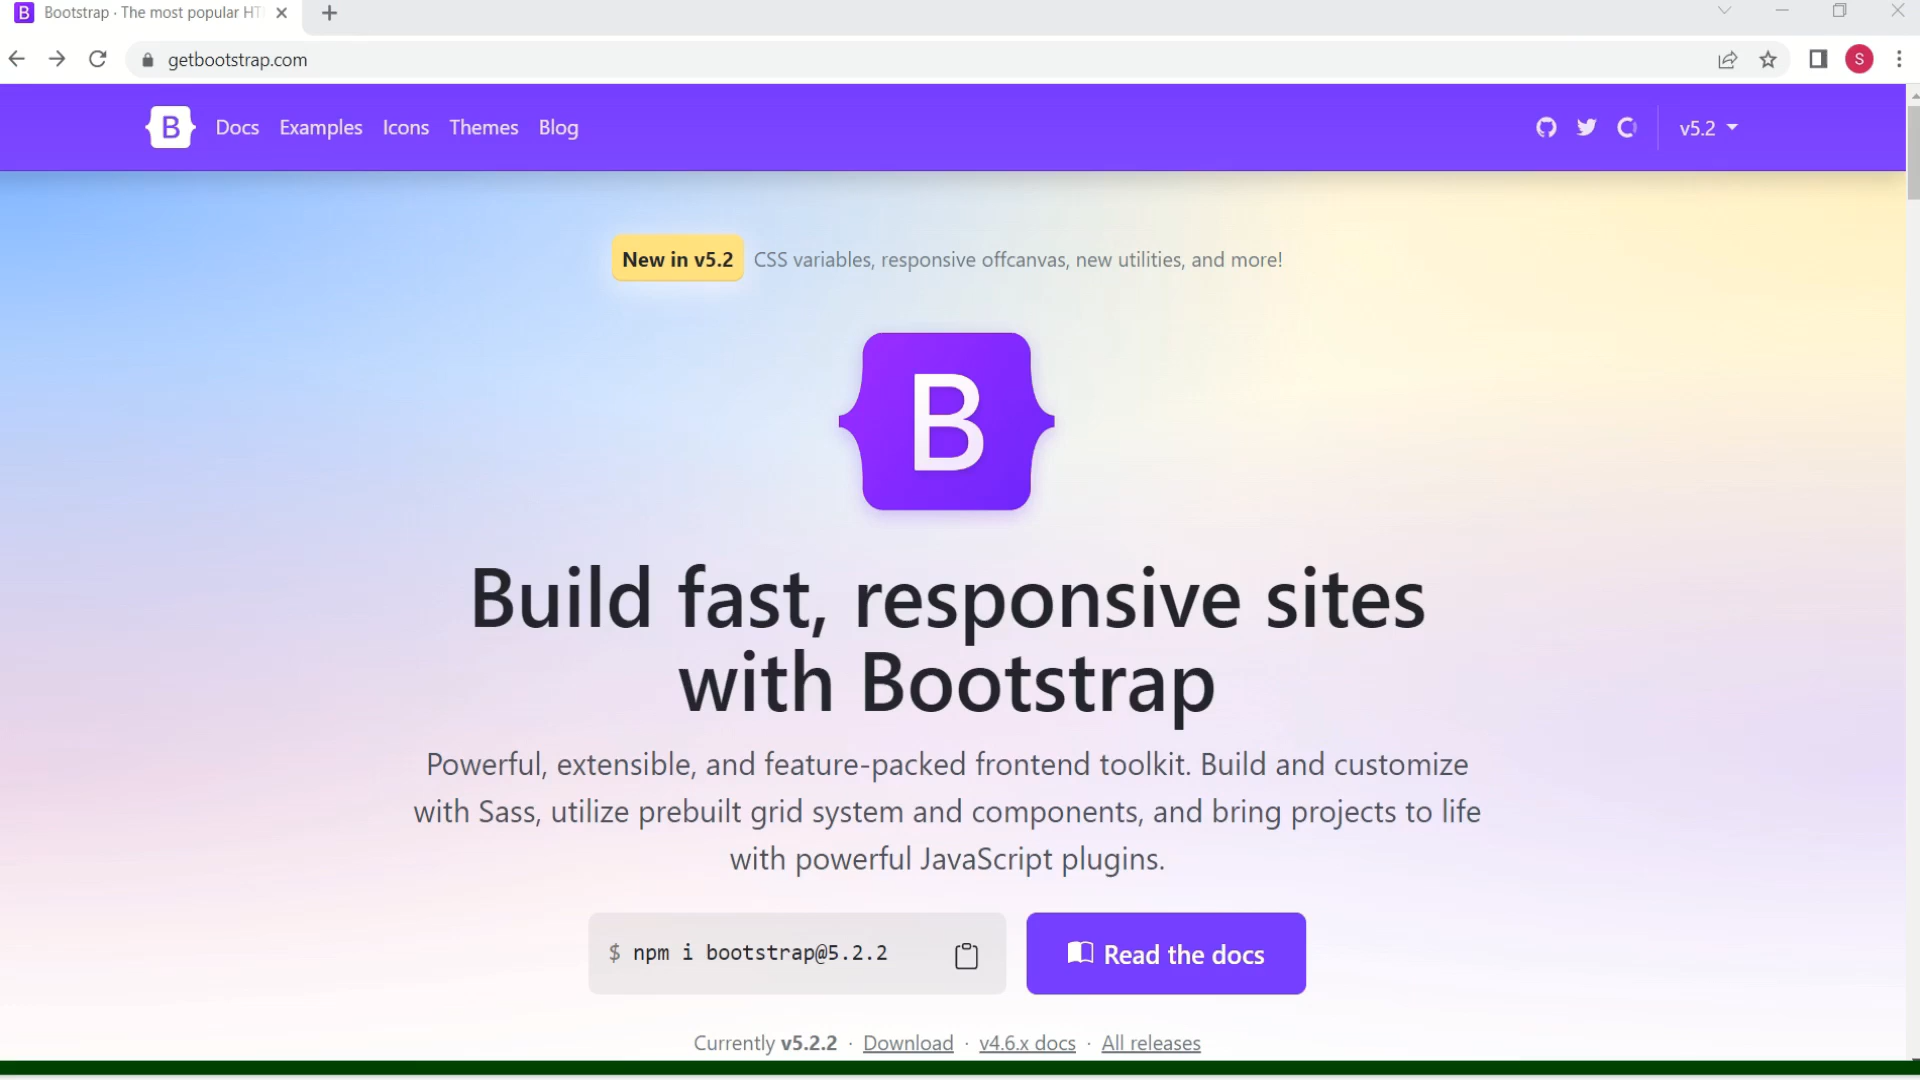 Bootstrap · The most popular HT
getbootstrap.com
S
B Docs Examples Icons Themes Blog
v5.2
New in v5.2 CSS variables, responsive offcanvas, new utilities, and more!
B
Build fast, responsive sites
with Bootstrap
Powerful, extensible, and feature-packed frontend toolkit. Build and customize
with Sass, utilize prebuilt grid system and components, and bring projects to life
with powerful JavaScript plugins.
$ npm i bootstrap@5.2.2
Read the docs
Currently v5.2.2 · Download · v4.6.x docs · All releases